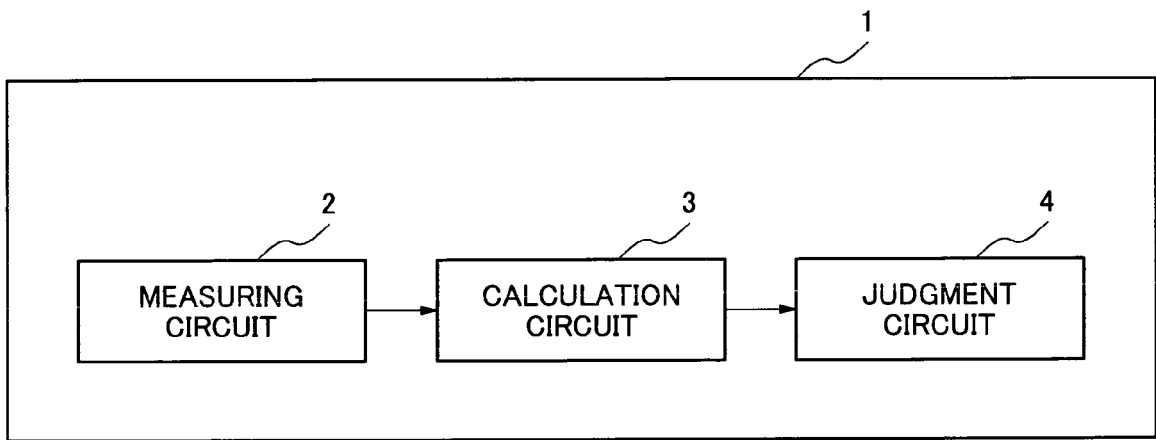 1
2
3
4
MEASURING
CIRCUIT
CALCULATION
CIRCUIT
JUDGMENT
CIRCUIT